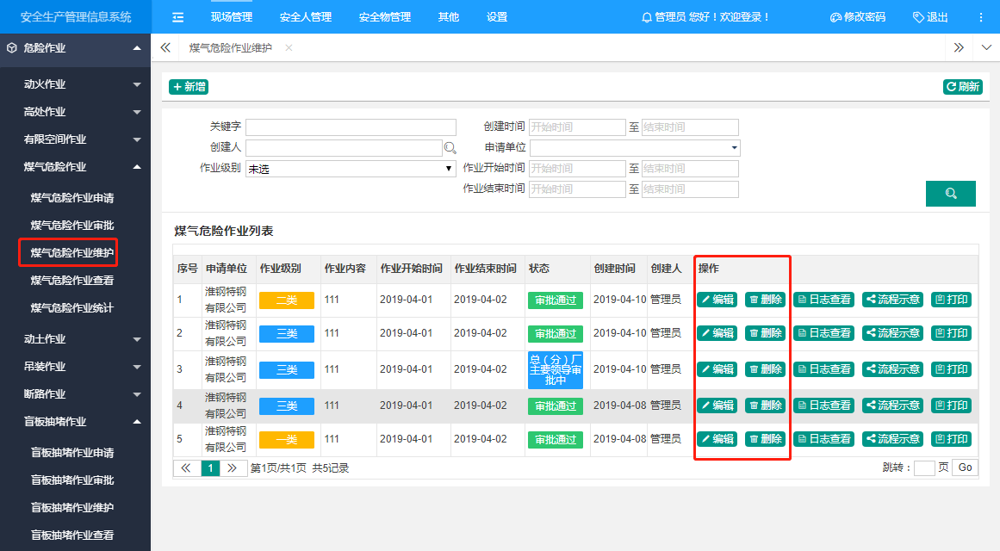 安全生产管理信息系统 现场管理 安全人管理 安全物管理 其他 设置 管理员 您好！欢迎登录！ 修改密码 退出
危险作业
动火作业
高处作业
有限空间作业
煤气危险作业
煤气危险作业申请
煤气危险作业审批
煤气危险作业维护
煤气危险作业查看
煤气危险作业统计
动土作业
吊装作业
断路作业
盲板抽堵作业
盲板抽堵作业申请
盲板抽堵作业审批
盲板抽堵作业维护
盲板抽堵作业查看
煤气危险作业维护
新增 刷新
关键字 创建时间 开始时间 至 结束时间
创建人 申请单位
作业级别 未选 作业开始时间 开始时间 至 结束时间
作业结束时间 开始时间 至 结束时间
煤气危险作业列表
序号 申请单位 作业级别 作业内容 作业开始时间 作业结束时间 状态 创建时间 创建人 操作
1 淮钢特钢有限公司 二类 111 2019-04-01 2019-04-02 审批通过 2019-04-10 管理员 编辑 删除 日志查看 流程示意 打印
2 淮钢特钢有限公司 三类 111 2019-04-01 2019-04-02 审批通过 2019-04-10 管理员 编辑 删除 日志查看 流程示意 打印
3 淮钢特钢有限公司 三类 111 2019-04-01 2019-04-02 总（分）厂主要领导审批中 2019-04-10 管理员 编辑 删除 日志查看 流程示意 打印
4 淮钢特钢有限公司 三类 111 2019-04-01 2019-04-02 审批通过 2019-04-08 管理员 编辑 删除 日志查看 流程示意 打印
5 淮钢特钢有限公司 一类 111 2019-04-01 2019-04-02 审批通过 2019-04-08 管理员 编辑 删除 日志查看 流程示意 打印
1 第1页/共1页 共5记录 跳转： 页 Go